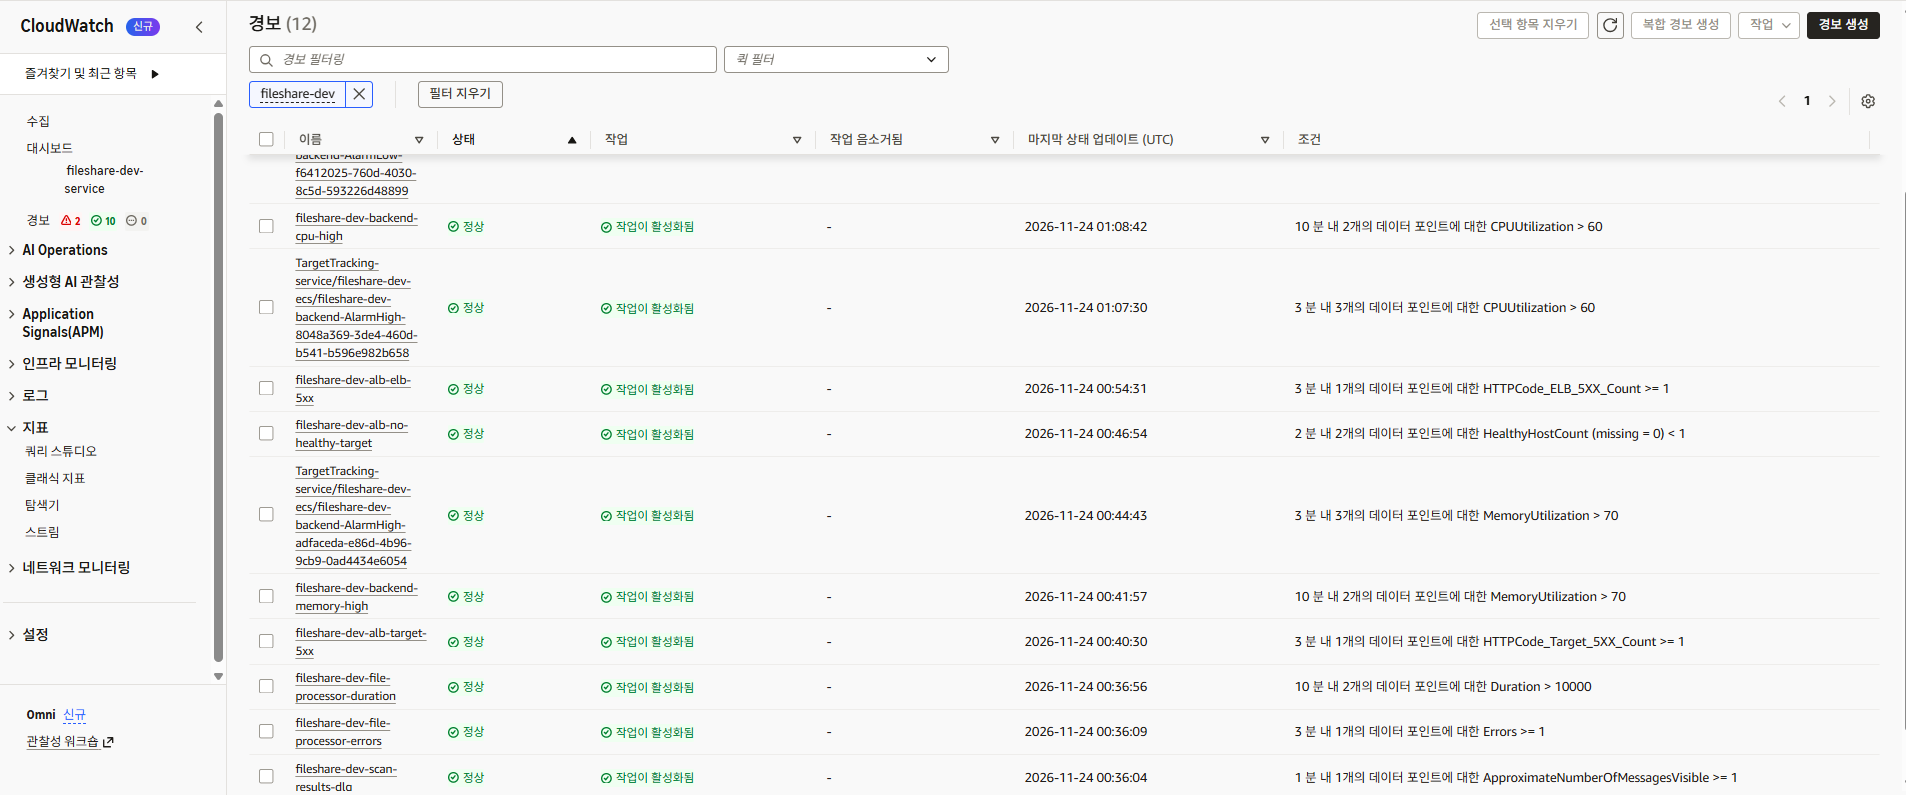 CloudWatch 신규
즐겨찾기 및 최근 항목
수집
대시보드
fileshare-dev-
service
경보 2 10 0
AI Operations
생성형 AI 관찰성
Application
Signals(APM)
인프라 모니터링
로그
지표
쿼리 스튜디오
클래식 지표
탐색기
스트림
네트워크 모니터링
설정
Omni 신규
관찰성 워크숍
경보 (12)
선택 항목 지우기
복합 경보 생성
작업
경보 생성
경보 필터링
퀵 필터
fileshare-dev
필터 지우기
1
이름 상태 작업 작업 음소거됨 마지막 상태 업데이트 (UTC) 조건
backend-AlarmLow-
f6412025-760d-4030-
8c5d-593226d48899
fileshare-dev-backend-
cpu-high
정상 작업이 활성화됨 - 2026-11-24 01:08:42 10 분 내 2개의 데이터 포인트에 대한 CPUUtilization > 60
TargetTracking-
service/fileshare-dev-
ecs/fileshare-dev-
backend-AlarmHigh-
8048a369-3de4-460d-
b541-b596e982b658
정상 작업이 활성화됨 - 2026-11-24 01:07:30 3 분 내 3개의 데이터 포인트에 대한 CPUUtilization > 60
fileshare-dev-alb-elb-
5xx
정상 작업이 활성화됨 - 2026-11-24 00:54:31 3 분 내 1개의 데이터 포인트에 대한 HTTPCode_ELB_5XX_Count >= 1
fileshare-dev-alb-no-
healthy-target
정상 작업이 활성화됨 - 2026-11-24 00:46:54 2 분 내 2개의 데이터 포인트에 대한 HealthyHostCount (missing = 0) < 1
TargetTracking-
service/fileshare-dev-
ecs/fileshare-dev-
backend-AlarmHigh-
adfaceda-e86d-4b96-
9cb9-0ad4434e6054
정상 작업이 활성화됨 - 2026-11-24 00:44:43 3 분 내 3개의 데이터 포인트에 대한 MemoryUtilization > 70
fileshare-dev-backend-
memory-high
정상 작업이 활성화됨 - 2026-11-24 00:41:57 10 분 내 2개의 데이터 포인트에 대한 MemoryUtilization > 70
fileshare-dev-alb-target-
5xx
정상 작업이 활성화됨 - 2026-11-24 00:40:30 3 분 내 1개의 데이터 포인트에 대한 HTTPCode_Target_5XX_Count >= 1
fileshare-dev-file-
processor-duration
정상 작업이 활성화됨 - 2026-11-24 00:36:56 10 분 내 2개의 데이터 포인트에 대한 Duration > 10000
fileshare-dev-file-
processor-errors
정상 작업이 활성화됨 - 2026-11-24 00:36:09 3 분 내 1개의 데이터 포인트에 대한 Errors >= 1
fileshare-dev-scan-
results-dlq
정상 작업이 활성화됨 - 2026-11-24 00:36:04 1 분 내 1개의 데이터 포인트에 대한 ApproximateNumberOfMessagesVisible >= 1